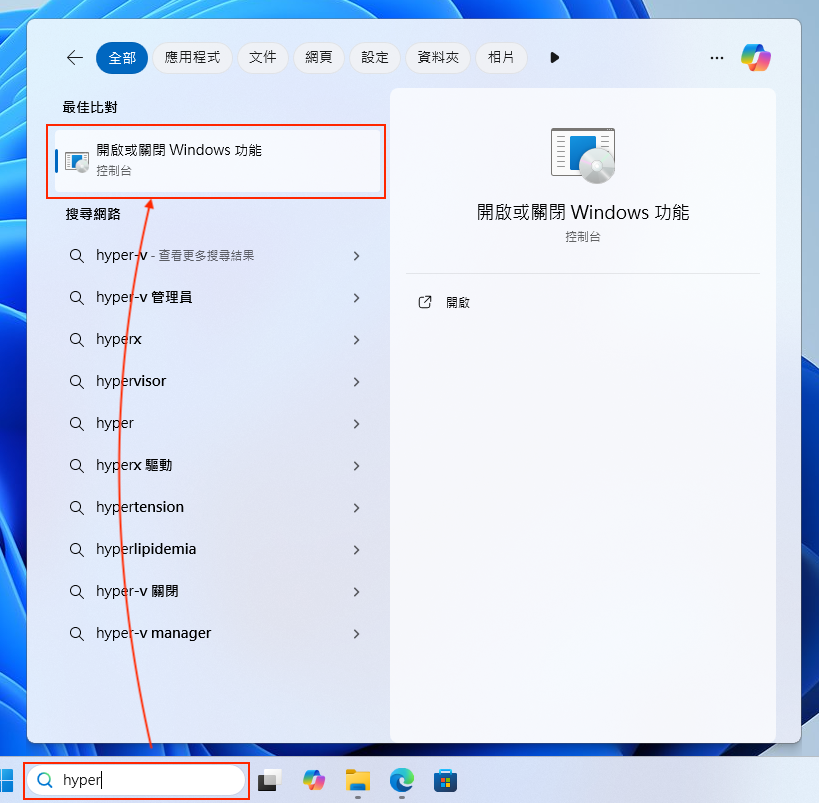 全部 應用程式 文件 網頁 設定 資料夾 相片
最佳比對
開啟或關閉 Windows 功能
控制台
搜尋網路
hyper-v - 查看更多搜尋結果
hyper-v 管理員
hyperx
hypervisor
hyper
hyperx 驅動
hypertension
hyperlipidemia
hyper-v 關閉
hyper-v manager
開啟或關閉 Windows 功能
控制台
開啟
hyper